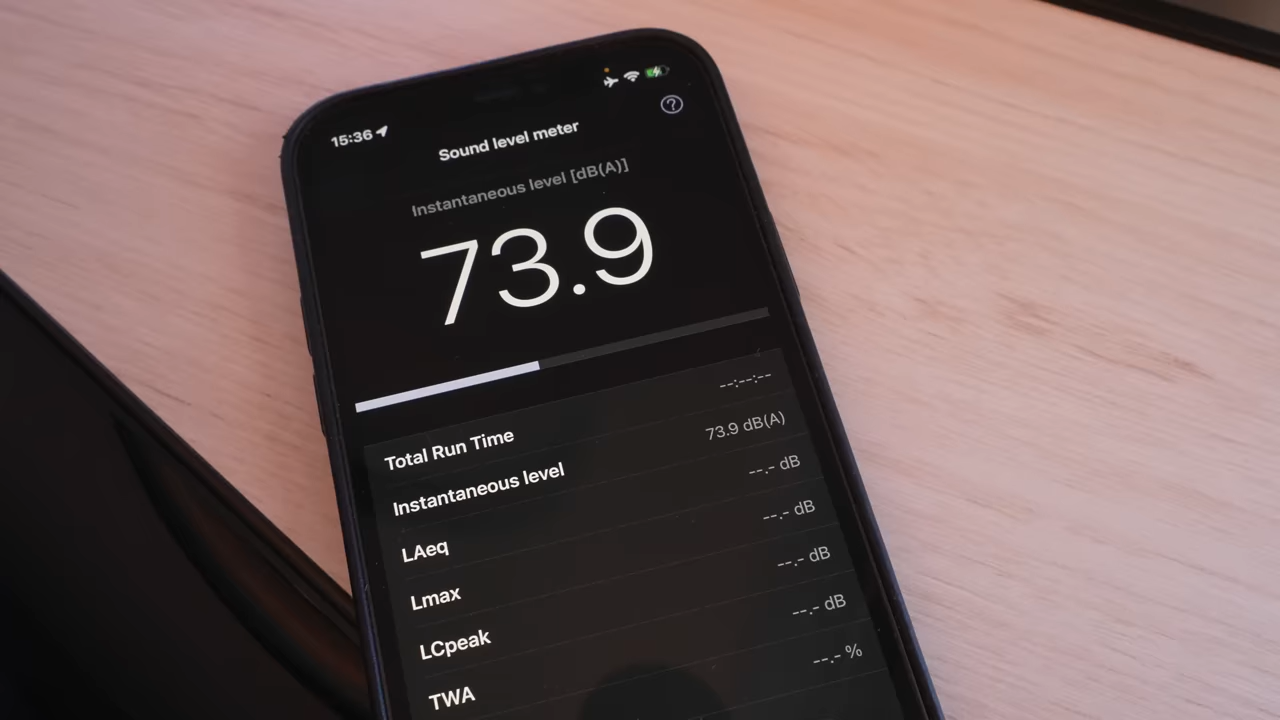 15:36
?
Sound level meter
Instantaneous level [dB(A)]
73.9
Total Run Time --:--:--
Instantaneous level 73.9 dB(A)
LAeq --.- dB
Lmax --.- dB
LCpeak --.- dB
TWA --.- dB
--.- %